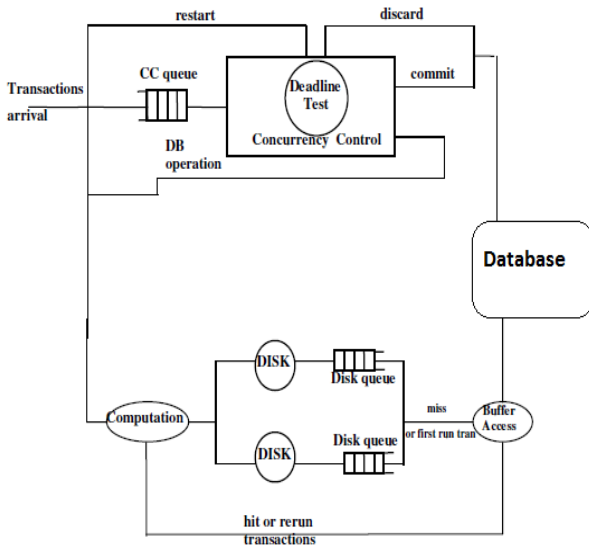 restart
discard
CC queue
Transactions
arrival
Deadline
Test
commit
Concurrency Control
DB
operation
Database
DISK
Disk queue
Computation
miss
or first run tran
Buffer
Access
Disk queue
DISK
hit or rerun
transactions